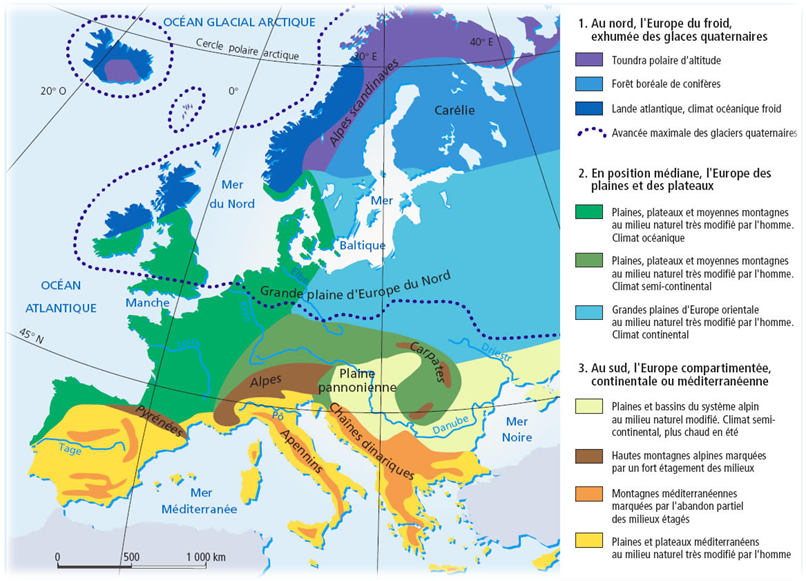 OCÉAN GLACIAL ARCTIQUE
Cercle polaire arctique
20° E
40° E
20° O
0°
Alpes scandinaves
Carélie
Mer
du Nord
Mer
Baltique
OCÉAN
ATLANTIQUE
Manche
Grande plaine d'Europe du Nord
45° N
Loire
Rhin
Elbe
Dniestr
Carpates
Alpes
Plaine
pannonienne
Pyrénées
Pô
Danube
Mer
Noire
Tage
Apennins
Chaînes dinariques
Mer
Méditerranée
0 500 1 000 km
1. Au nord, l'Europe du froid,
exhumée des glaces quaternaires
Toundra polaire d'altitude
Forêt boréale de conifères
Lande atlantique, climat océanique froid
Avancée maximale des glaciers quaternaires
2. En position médiane, l'Europe des
plaines et des plateaux
Plaines, plateaux et moyennes montagnes
au milieu naturel très modifié par l'homme.
Climat océanique
Plaines, plateaux et moyennes montagnes
au milieu naturel très modifié par l'homme.
Climat semi-continental
Grandes plaines d'Europe orientale
au milieu naturel très modifié par l'homme.
Climat continental
3. Au sud, l'Europe compartimentée,
continentale ou méditerranéenne
Plaines et bassins du système alpin
au milieu naturel modifié. Climat semi-
continental, plus chaud en été
Hautes montagnes alpines marquées
par un fort étagement des milieux
Montagnes méditerranéennes
marquées par l'abandon partiel
des milieux étagés
Plaines et plateaux méditerranéens
au milieu naturel très modifié par l'homme